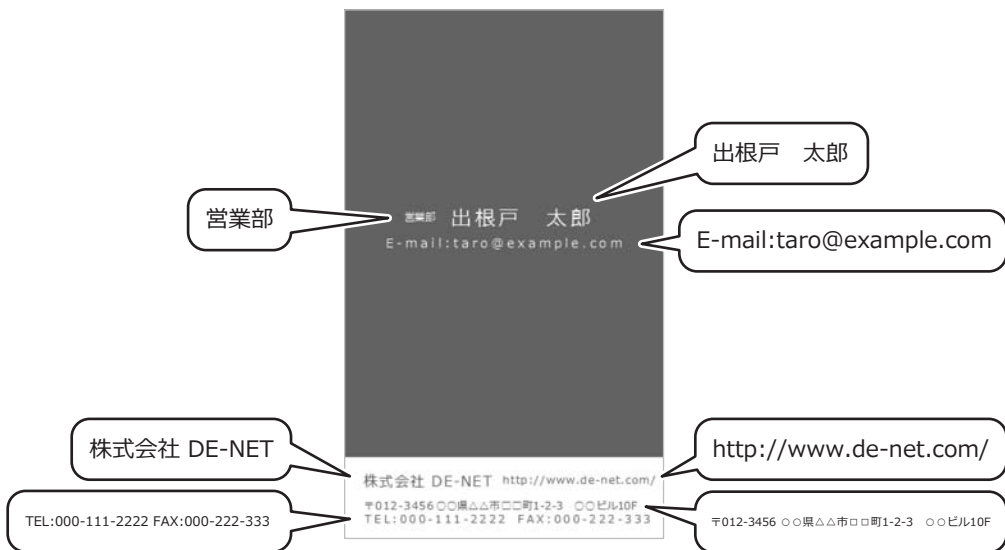 出根戸　太郎
営業部
営業部 出根戸　太郎
E-mail:taro@example.com
E-mail:taro@example.com
株式会社 DE-NET
http://www.de-net.com/
株式会社 DE-NET http://www.de-net.com/
〒012-3456 ○○県△△市□□町1-2-3　○○ビル10F
TEL:000-111-2222 FAX:000-222-333
TEL:000-111-2222 FAX:000-222-333
〒012-3456 ○○県△△市□□町1-2-3　○○ビル10F